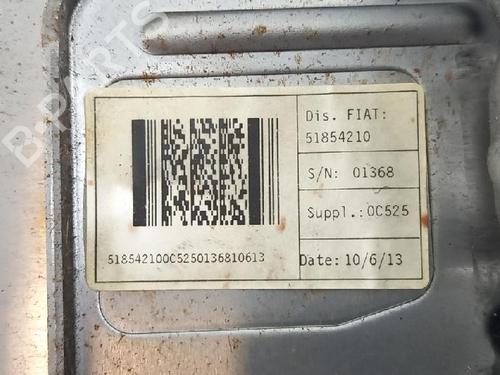 B-PARTS
Dis. FIAT:
51854210
S/N: 01368
Suppl.:0C525
Date: 10/6/13
518542100C5250136810613